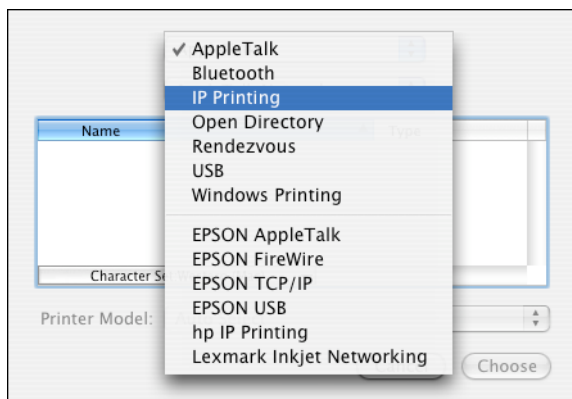 AppleTalk
Bluetooth
IP Printing
Open Directory
Rendezvous
USB
Windows Printing
Name
Type
EPSON AppleTalk
EPSON FireWire
EPSON TCP/IP
EPSON USB
hp IP Printing
Lexmark Inkjet Networking
Character
Printer Model:
Cancel Choose